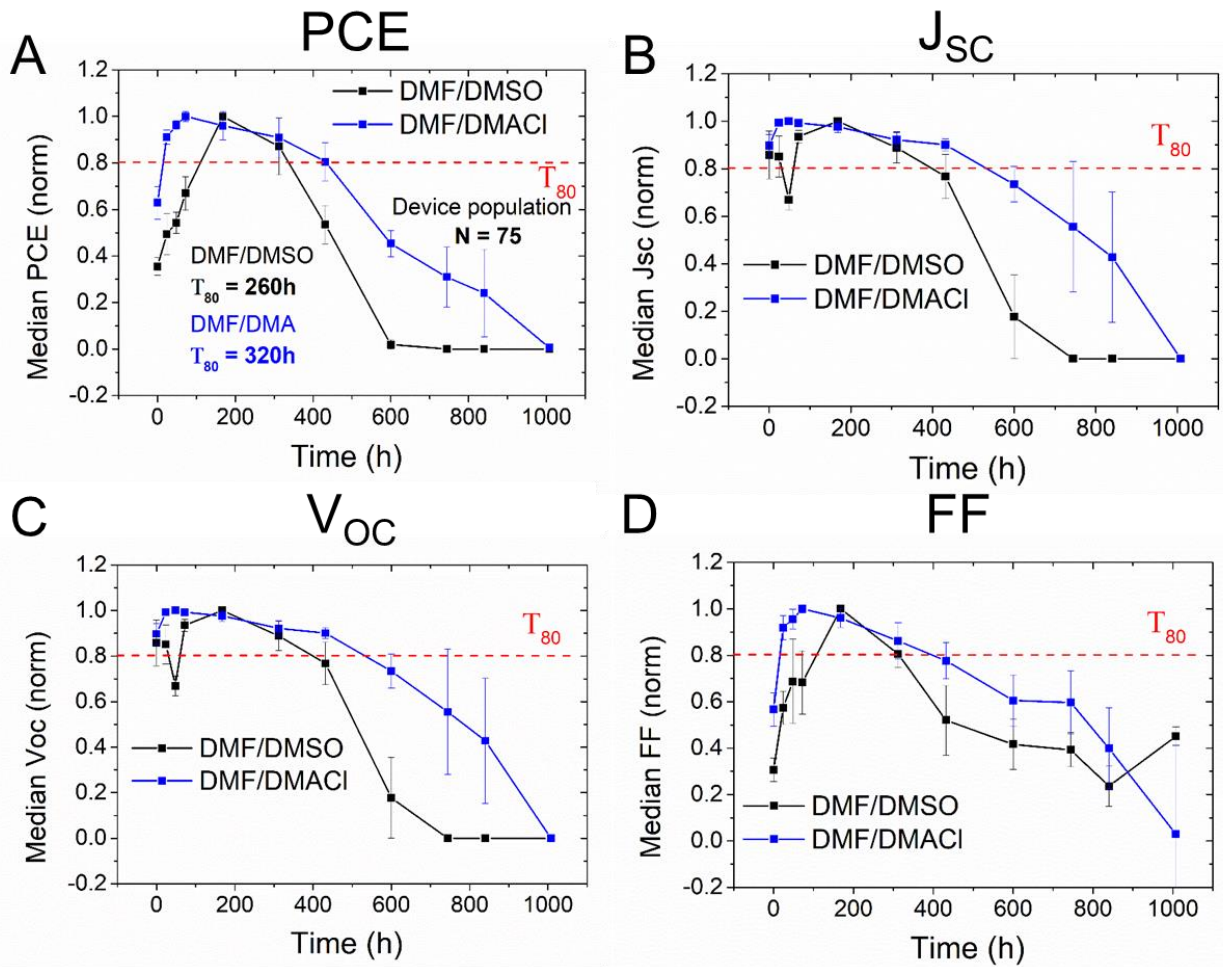 A
PCE
Median PCE (norm)
1.2
1.0
0.8
0.6
0.4
0.2
0.0
-0.2
DMF/DMSO
DMF/DMACl
T80
Device population
N = 75
DMF/DMSO
T80 = 260h
DMF/DMA
T80 = 320h
0 200 400 600 800 1000
Time (h)
B
JSC
Median Jsc (norm)
1.2
1.0
0.8
0.6
0.4
0.2
0.0
-0.2
T80
DMF/DMSO
DMF/DMACl
0 200 400 600 800 1000
Time (h)
C
VOC
Median Voc (norm)
1.2
1.0
0.8
0.6
0.4
0.2
0.0
-0.2
T80
DMF/DMSO
DMF/DMACl
0 200 400 600 800 1000
Time (h)
D
FF
Median FF (norm)
1.2
1.0
0.8
0.6
0.4
0.2
0.0
-0.2
T80
DMF/DMSO
DMF/DMACl
0 200 400 600 800 1000
Time (h)